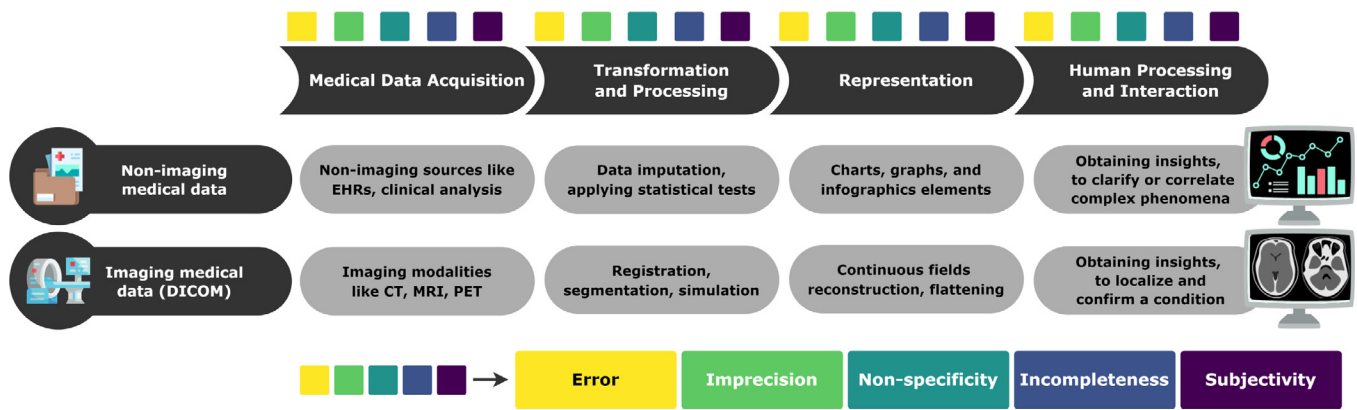 Medical Data Acquisition
Transformation
and Processing
Representation
Human Processing
and Interaction
Non-imaging
medical data
Non-imaging sources like
EHRs, clinical analysis
Data imputation,
applying statistical tests
Charts, graphs, and
infographics elements
Obtaining insights,
to clarify or correlate
complex phenomena
Imaging medical
data (DICOM)
Imaging modalities
like CT, MRI, PET
Registration,
segmentation, simulation
Continuous fields
reconstruction, flattening
Obtaining insights,
to localize and
confirm a condition
Error
Imprecision
Non-specificity
Incompleteness
Subjectivity